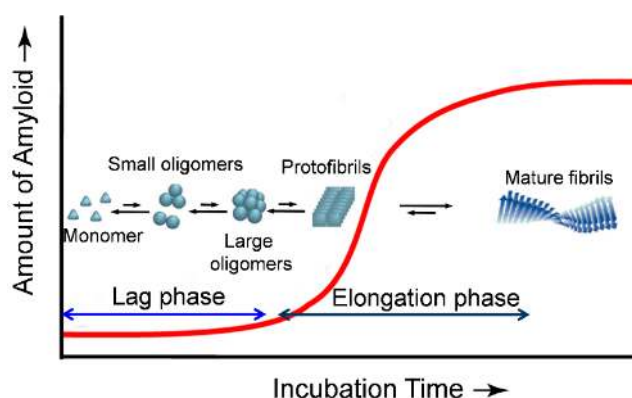 Amount of Amyloid →
Small oligomers
Protofibrils
Mature fibrils
Monomer
Large
oligomers
Lag phase
Elongation phase
Incubation Time →